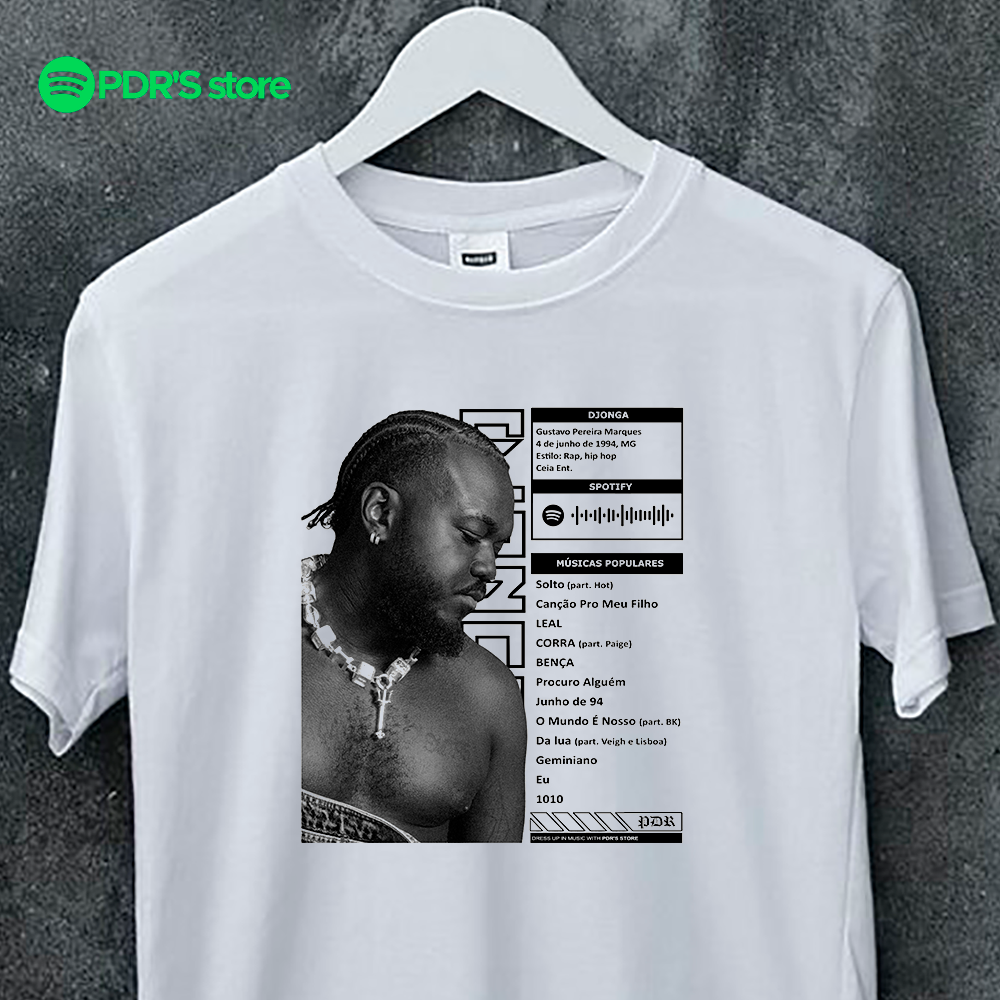 PDR'S store
DJONGA
Gustavo Pereira Marques
4 de junho de 1994, MG
Estilo: Rap, hip hop
Ceia Ent.
SPOTIFY
MÚSICAS POPULARES
Solto (part. Hot)
Canção Pro Meu Filho
LEAL
CORRA (part. Paige)
BENÇA
Procuro Alguém
Junho de 94
O Mundo É Nosso (part. BK)
Da lua (part. Veigh e Lisboa)
Geminiano
Eu
1010
PDR
DRESS UP IN MUSIC WITH PDR'S STORE